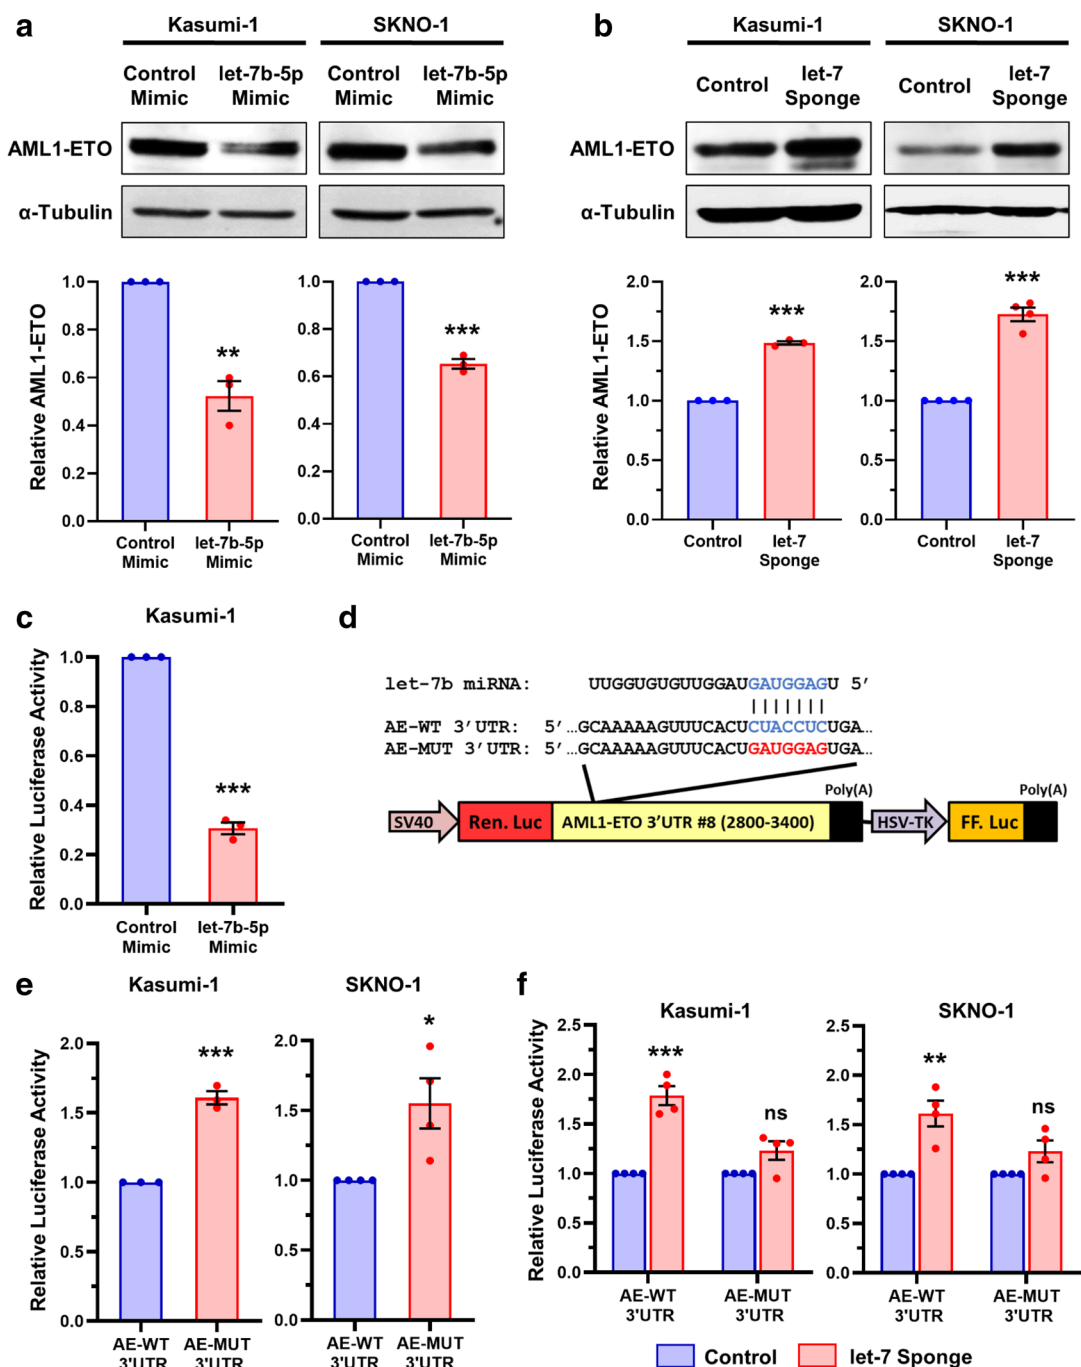 a
Kasumi-1
SKNO-1
Control Mimic
let-7b-5p Mimic
Control Mimic
let-7b-5p Mimic
AML1-ETO
α-Tubulin
Relative AML1-ETO
1.0
0.8
0.6
0.4
0.2
0.0
**
Control Mimic
let-7b-5p Mimic
1.0
0.8
0.6
0.4
0.2
0.0
***
Control Mimic
let-7b-5p Mimic
b
Kasumi-1
SKNO-1
Control
let-7 Sponge
Control
let-7 Sponge
AML1-ETO
α-Tubulin
Relative AML1-ETO
2.0
1.5
1.0
0.5
0.0
***
Control
let-7 Sponge
2.0
1.5
1.0
0.5
0.0
***
Control
let-7 Sponge
c
Kasumi-1
Relative Luciferase Activity
1.0
0.8
0.6
0.4
0.2
0.0
***
Control Mimic
let-7b-5p Mimic
d
let-7b miRNA: UUGGUGUGUUGGAUGAUGGAGU 5’
AE-WT 3’UTR: 5’…GCAAAAAGUUUCACUCUACCUCUGA…
AE-MUT 3’UTR: 5’…GCAAAAAGUUUCACUGAUGGAGUGA…
Poly(A)
Poly(A)
SV40
Ren. Luc
AML1-ETO 3’UTR #8 (2800-3400)
HSV-TK
FF. Luc
e
Kasumi-1
SKNO-1
Relative Luciferase Activity
2.0
1.5
1.0
0.5
0.0
***
AE-WT 3'UTR
AE-MUT 3'UTR
2.0
1.5
1.0
0.5
0.0
*
AE-WT 3'UTR
AE-MUT 3'UTR
f
Kasumi-1
SKNO-1
Relative Luciferase Activity
2.5
2.0
1.5
1.0
0.5
0.0
***
ns
AE-WT 3'UTR
AE-MUT 3'UTR
2.5
2.0
1.5
1.0
0.5
0.0
**
ns
AE-WT 3'UTR
AE-MUT 3'UTR
Control
let-7 Sponge